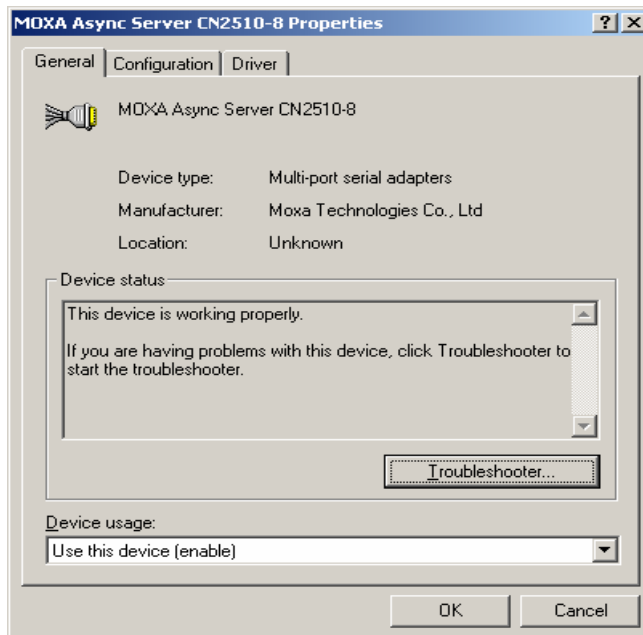 MOXA Async Server CN2510-8 Properties
General
Configuration
Driver
MOXA Async Server CN2510-8
Device type: Multi-port serial adapters
Manufacturer: Moxa Technologies Co., Ltd
Location: Unknown
Device status
This device is working properly.
If you are having problems with this device, click Troubleshooter to
start the troubleshooter.
Troubleshooter...
Device usage:
Use this device (enable)
OK
Cancel